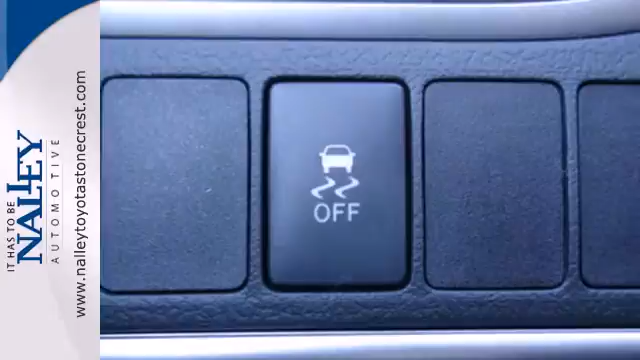 IT HAS TO BE
NALLEY
AUTOMOTIVE
www.nalleytoyotastonecrest.com
OFF